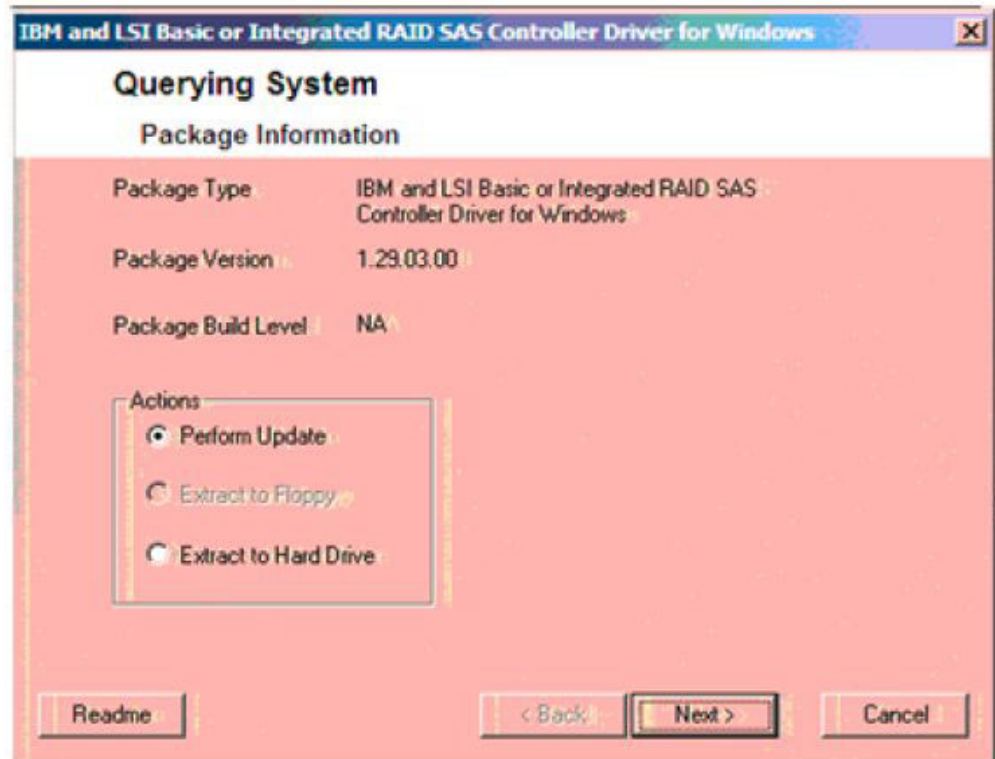 IBM and LSI Basic or Integrated RAID SAS Controller Driver for Windows
Querying System
Package Information
Package Type
IBM and LSI Basic or Integrated RAID SAS
Controller Driver for Windows
Package Version
1.29.03.00
Package Build Level
NA
Actions
Perform Update
Extract to Floppy
Extract to Hard Drive
Readme
< Back
Next >
Cancel